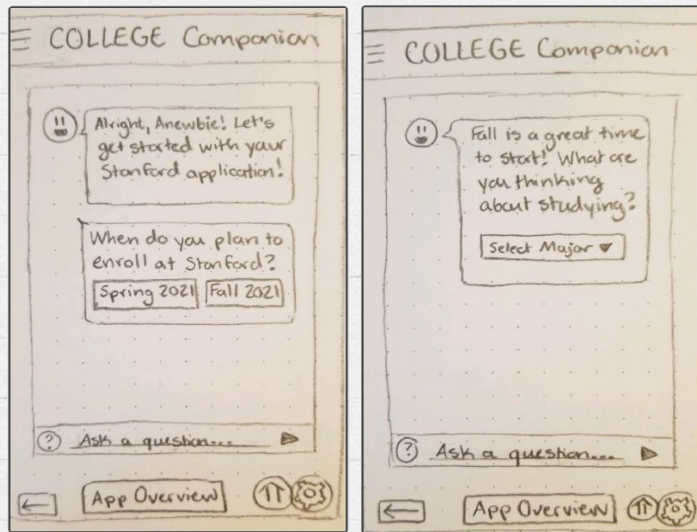 COLLEGE Companion
Alright, Anewbie! Let's
get started with your
Stanford application!
When do you plan to
enroll at Stanford?
Spring 2021 Fall 2021
? Ask a question...
App Overview
COLLEGE Companion
Fall is a great time
to start! What are
you thinking
about studying?
Select Major
? Ask a question...
App Overview